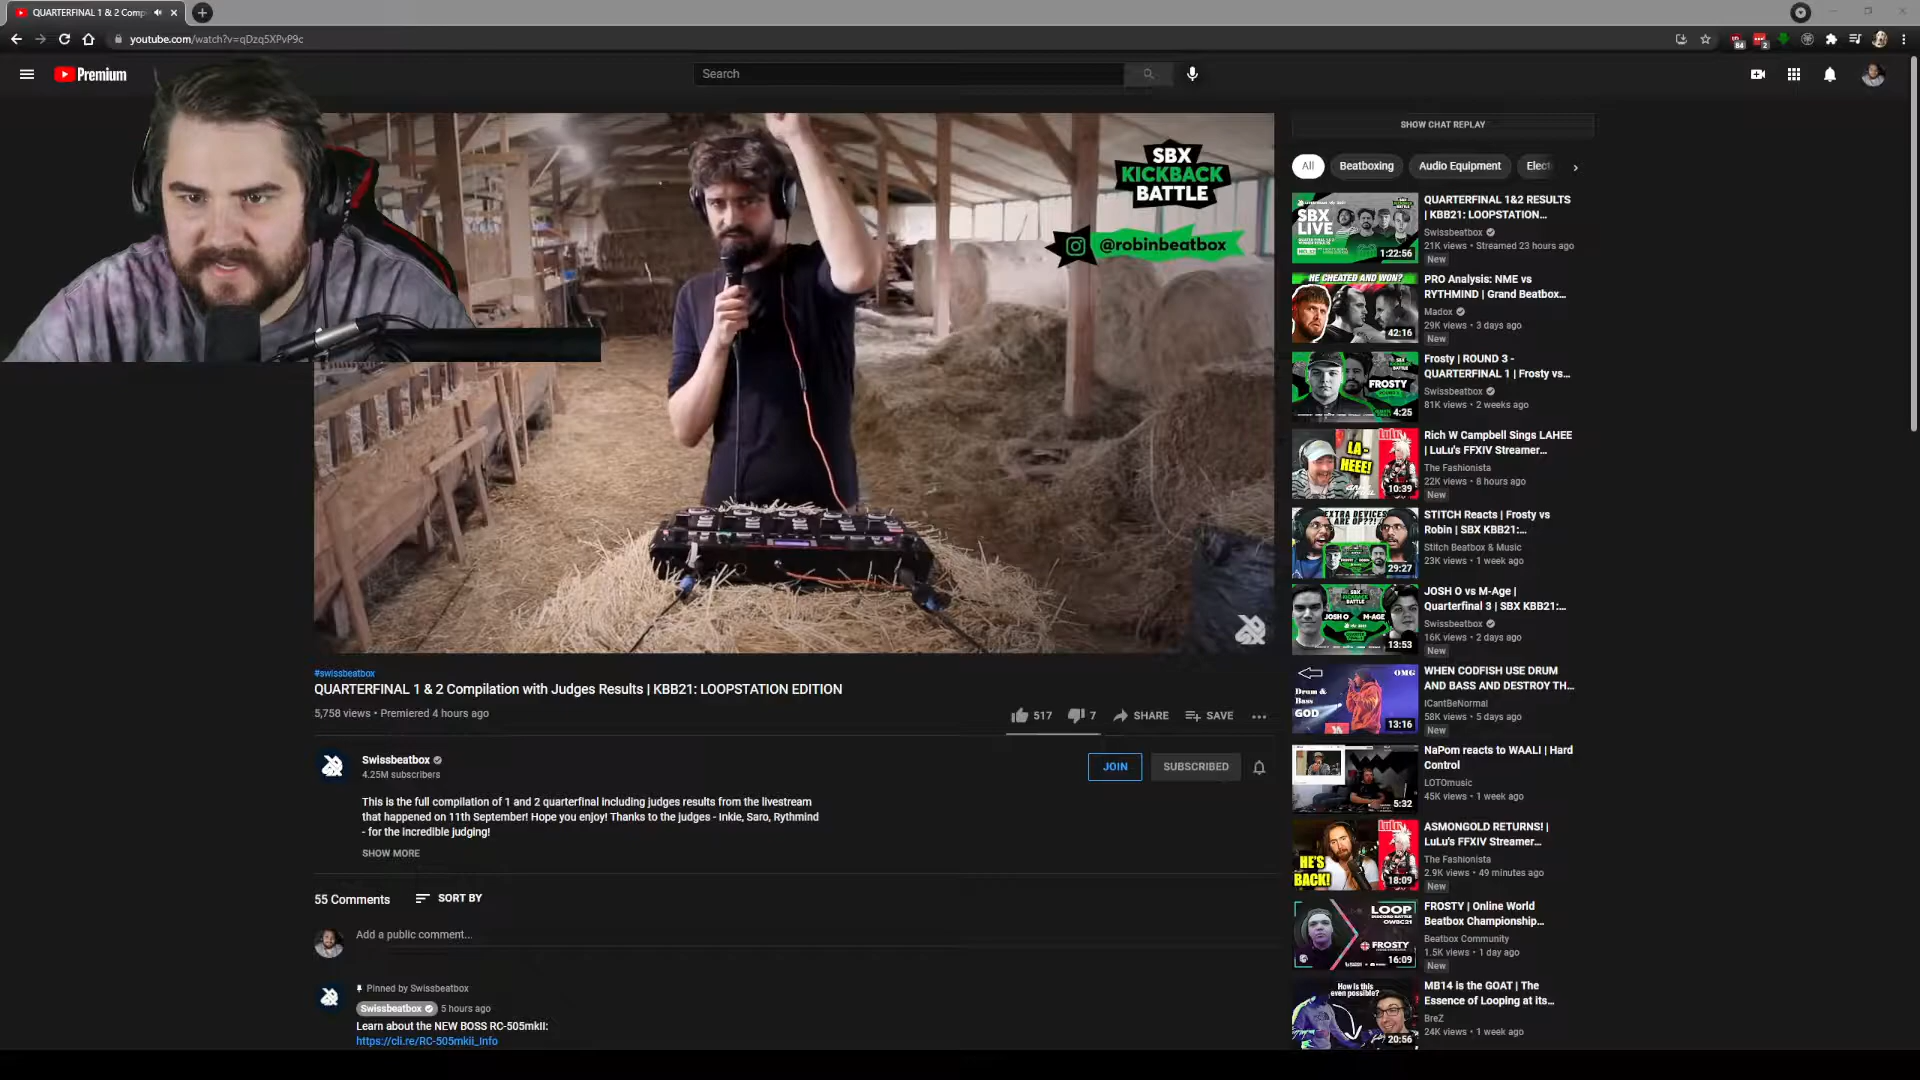 QUARTERFINAL 1 & 2 Comp
youtube.com/watch?v=qDzq5XPvP9c
84
2
Premium
Search
SBX
KICKBACK
BATTLE
@robinbeatbox
#swissbeatbox
QUARTERFINAL 1 & 2 Compilation with Judges Results | KBB21: LOOPSTATION EDITION
5,758 views • Premiered 4 hours ago
517
7
SHARE
SAVE
Swissbeatbox
4.25M subscribers
JOIN
SUBSCRIBED
This is the full compilation of 1 and 2 quarterfinal including judges results from the livestream
that happened on 11th September! Hope you enjoy! Thanks to the judges - Inkie, Saro, Rythmind
- for the incredible judging!
SHOW MORE
55 Comments
SORT BY
Add a public comment...
Pinned by Swissbeatbox
Swissbeatbox
5 hours ago
Learn about the NEW BOSS RC-505mkII:
https://cli.re/RC-505mkii_Info
SHOW CHAT REPLAY
All
Beatboxing
Audio Equipment
Elect
SBX
LIVE
1:22:56
QUARTERFINAL 1&2 RESULTS
| KBB21: LOOPSTATION...
Swissbeatbox
21K views • Streamed 23 hours ago
New
HE CHEATED AND WON?
42:16
PRO Analysis: NME vs
RYTHMIND | Grand Beatbox...
Madox
29K views • 3 days ago
New
FROSTY
4:25
Frosty | ROUND 3 -
QUARTERFINAL 1 | Frosty vs...
Swissbeatbox
81K views • 2 weeks ago
LA -
HEEE!
LuLu's
10:39
Rich W Campbell Sings LAHEE
| LuLu's FFXIV Streamer...
The Fashionista
22K views • 8 hours ago
New
EXTRA DEVICES
ARE OP??!
29:27
STITCH Reacts | Frosty vs
Robin | SBX KBB21:...
Stitch Beatbox & Music
23K views • 1 week ago
SBX
KICKBACK
BATTLE
JOSH O
M-AGE
13:53
JOSH O vs M-Age |
Quarterfinal 3 | SBX KBB21:...
Swissbeatbox
16K views • 2 days ago
New
OMG
Drum &
Bass
GOD
13:16
WHEN CODFISH USE DRUM
AND BASS AND DESTROY TH...
ICantBeNormal
58K views • 5 days ago
New
5:32
NaPom reacts to WAALI | Hard
Control
LOTOmusic
45K views • 1 week ago
LuLu's
HE'S
BACK!
18:09
ASMONGOLD RETURNS! |
LuLu's FFXIV Streamer...
The Fashionista
2.9K views • 49 minutes ago
New
LOOP
OWBC21
FROSTY
16:09
FROSTY | Online World
Beatbox Championship...
Beatbox Community
1.5K views • 1 day ago
New
How is this
even possible?
20:56
MB14 is the GOAT | The
Essence of Looping at its...
BreZ
24K views • 1 week ago